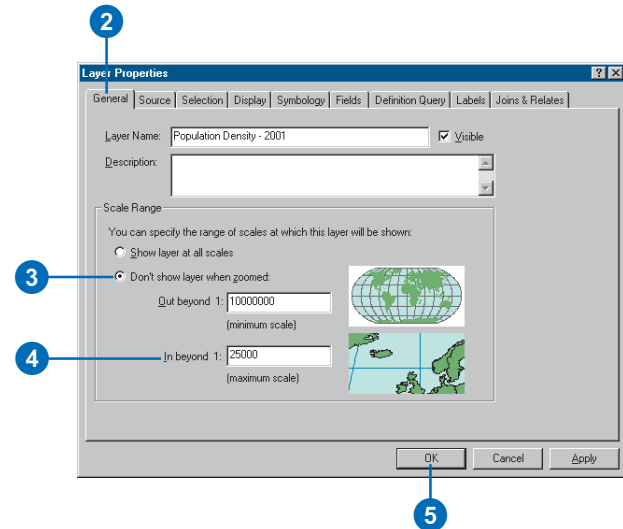 2
Layer Properties
General Source Selection Display Symbology Fields Definition Query Labels Joins & Relates
Layer Name: Population Density - 2001 Visible
Description:
Scale Range
You can specify the range of scales at which this layer will be shown:
Show layer at all scales
3 Don't show layer when zoomed:
Out beyond 1: 10000000
(minimum scale)
4 In beyond 1: 25000
(maximum scale)
OK Cancel Apply
5